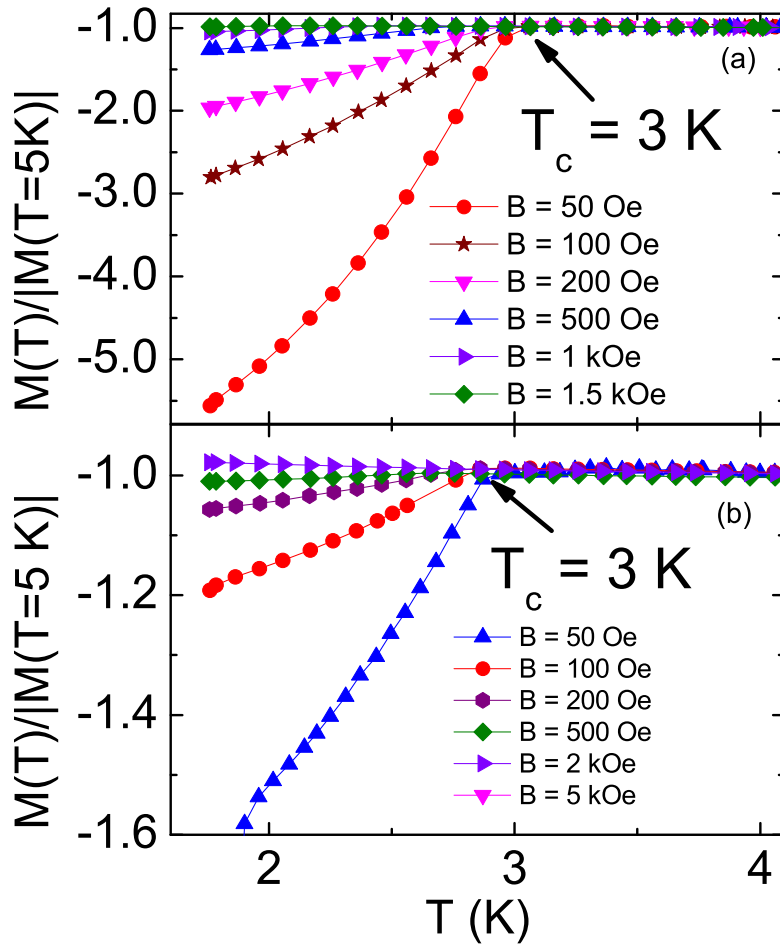 -1.0
(a)
-2.0
T_c = 3 K
-3.0
-4.0
-5.0
M(T)/|M(T=5K)|
B = 50 Oe
B = 100 Oe
B = 200 Oe
B = 500 Oe
B = 1 kOe
B = 1.5 kOe
-1.0
(b)
T_c = 3 K
-1.2
-1.4
-1.6
M(T)/|M(T=5 K)|
B = 50 Oe
B = 100 Oe
B = 200 Oe
B = 500 Oe
B = 2 kOe
B = 5 kOe
2 3 4
T (K)